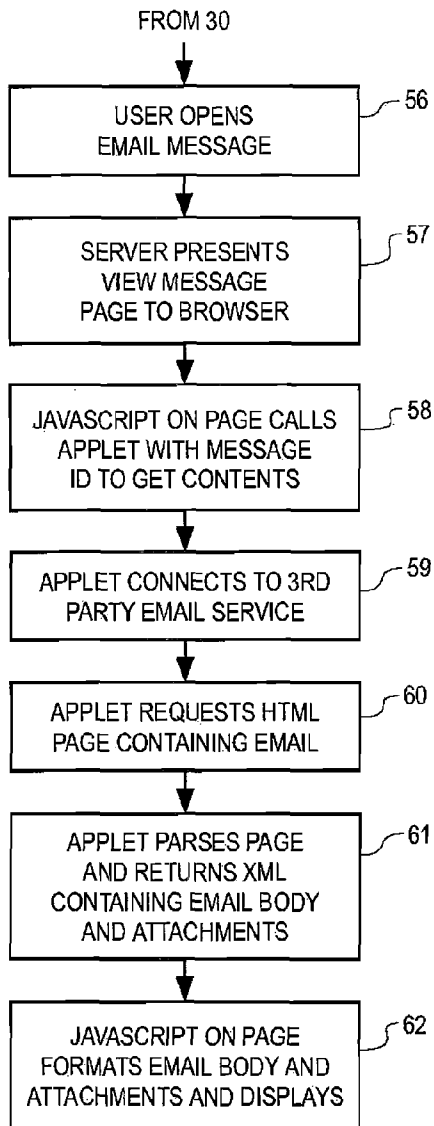 FROM 30
56
USER OPENS
EMAIL MESSAGE
57
SERVER PRESENTS
VIEW MESSAGE
PAGE TO BROWSER
58
JAVASCRIPT ON PAGE CALLS
APPLET WITH MESSAGE
ID TO GET CONTENTS
59
APPLET CONNECTS TO 3RD
PARTY EMAIL SERVICE
60
APPLET REQUESTS HTML
PAGE CONTAINING EMAIL
61
APPLET PARSES PAGE
AND RETURNS XML
CONTAINING EMAIL BODY
AND ATTACHMENTS
62
JAVASCRIPT ON PAGE
FORMATS EMAIL BODY AND
ATTACHMENTS AND DISPLAYS